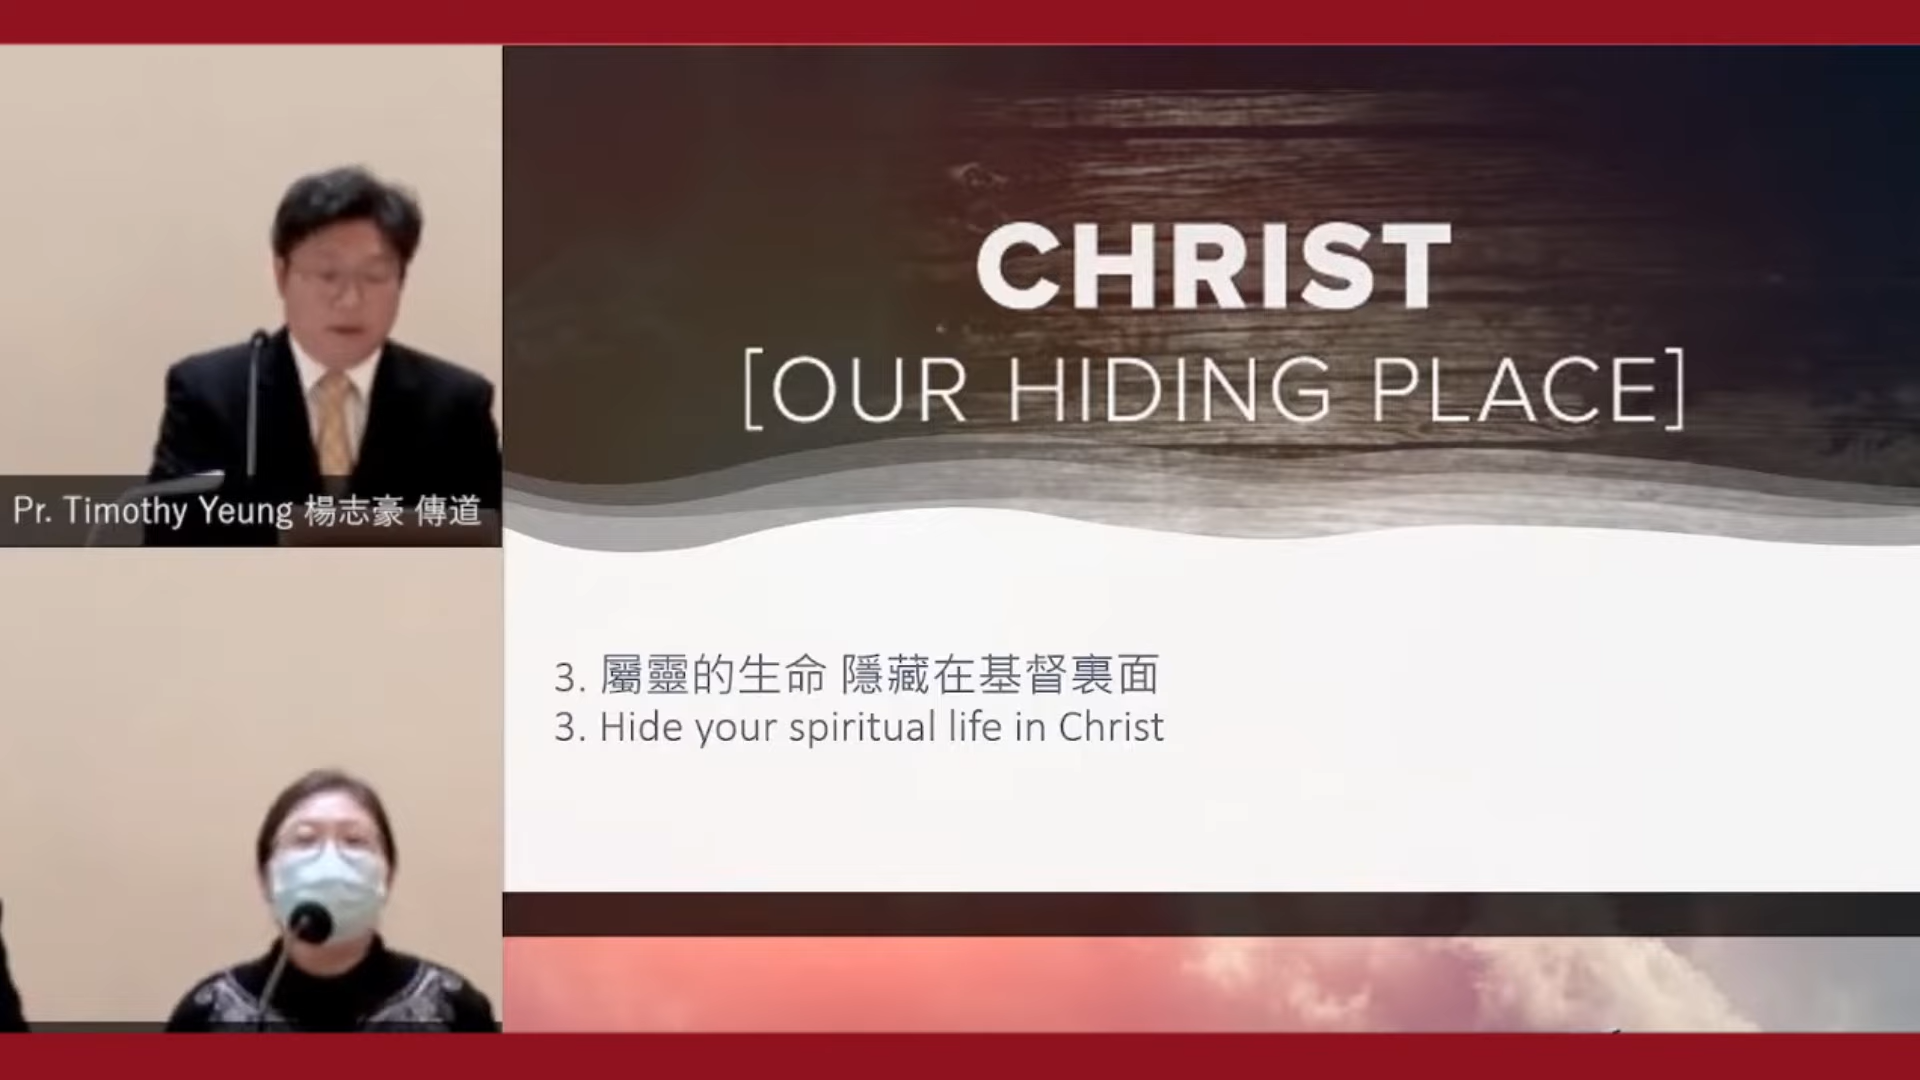 CHRIST
[OUR HIDING PLACE]
Pr. Timothy Yeung 楊志豪 傳道
3. 屬靈的生命 隱藏在基督裏面
3. Hide your spiritual life in Christ